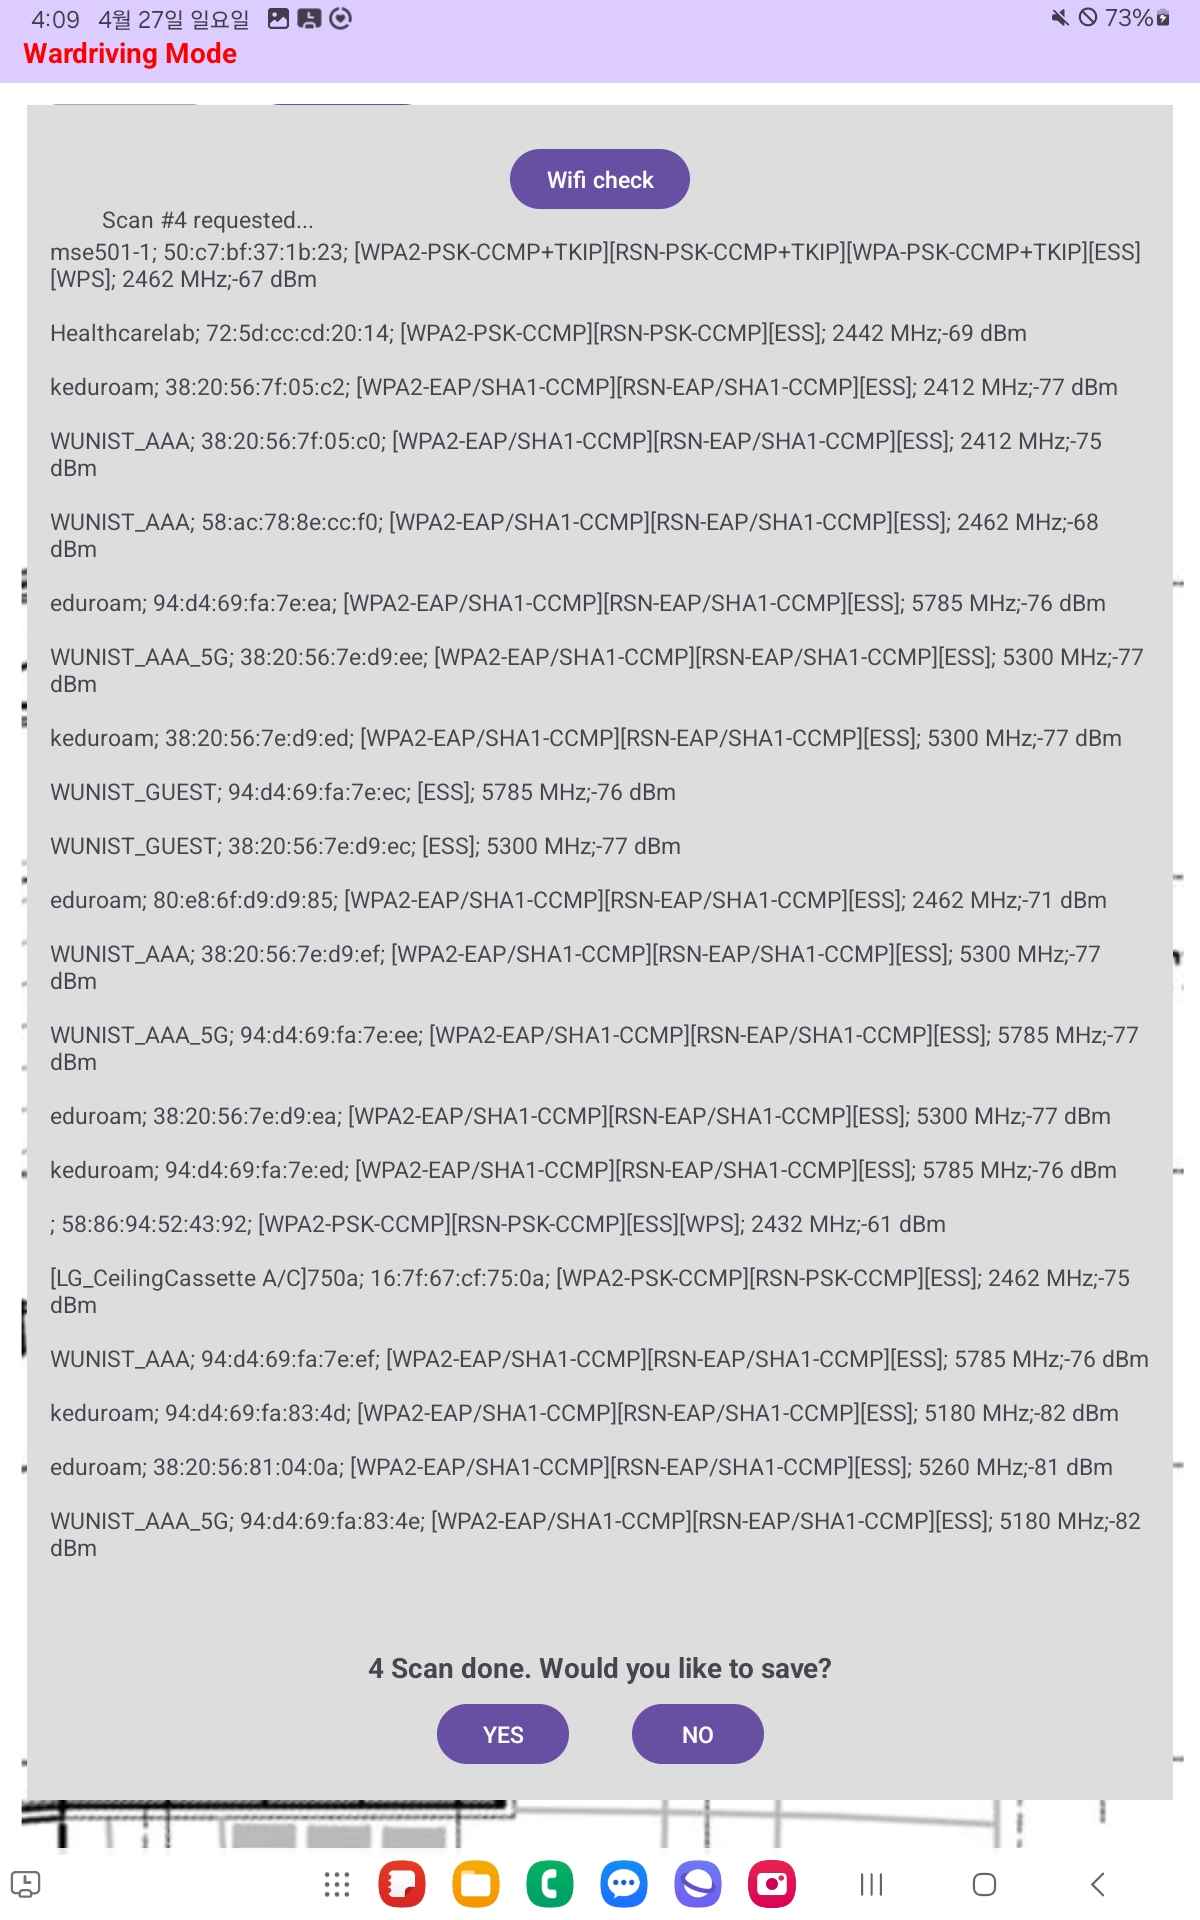 4:09 4월 27일 일요일
73%
Wardriving Mode
Wifi check
Scan #4 requested...
mse501-1; 50:c7:bf:37:1b:23; [WPA2-PSK-CCMP+TKIP][RSN-PSK-CCMP+TKIP][WPA-PSK-CCMP+TKIP][ESS]
[WPS]; 2462 MHz;-67 dBm
Healthcarelab; 72:5d:cc:cd:20:14; [WPA2-PSK-CCMP][RSN-PSK-CCMP][ESS]; 2442 MHz;-69 dBm
keduroam; 38:20:56:7f:05:c2; [WPA2-EAP/SHA1-CCMP][RSN-EAP/SHA1-CCMP][ESS]; 2412 MHz;-77 dBm
WUNIST_AAA; 38:20:56:7f:05:c0; [WPA2-EAP/SHA1-CCMP][RSN-EAP/SHA1-CCMP][ESS]; 2412 MHz;-75
dBm
WUNIST_AAA; 58:ac:78:8e:cc:f0; [WPA2-EAP/SHA1-CCMP][RSN-EAP/SHA1-CCMP][ESS]; 2462 MHz;-68
dBm
eduroam; 94:d4:69:fa:7e:ea; [WPA2-EAP/SHA1-CCMP][RSN-EAP/SHA1-CCMP][ESS]; 5785 MHz;-76 dBm
WUNIST_AAA_5G; 38:20:56:7e:d9:ee; [WPA2-EAP/SHA1-CCMP][RSN-EAP/SHA1-CCMP][ESS]; 5300 MHz;-77
dBm
keduroam; 38:20:56:7e:d9:ed; [WPA2-EAP/SHA1-CCMP][RSN-EAP/SHA1-CCMP][ESS]; 5300 MHz;-77 dBm
WUNIST_GUEST; 94:d4:69:fa:7e:ec; [ESS]; 5785 MHz;-76 dBm
WUNIST_GUEST; 38:20:56:7e:d9:ec; [ESS]; 5300 MHz;-77 dBm
eduroam; 80:e8:6f:d9:d9:85; [WPA2-EAP/SHA1-CCMP][RSN-EAP/SHA1-CCMP][ESS]; 2462 MHz;-71 dBm
WUNIST_AAA; 38:20:56:7e:d9:ef; [WPA2-EAP/SHA1-CCMP][RSN-EAP/SHA1-CCMP][ESS]; 5300 MHz;-77
dBm
WUNIST_AAA_5G; 94:d4:69:fa:7e:ee; [WPA2-EAP/SHA1-CCMP][RSN-EAP/SHA1-CCMP][ESS]; 5785 MHz;-77
dBm
eduroam; 38:20:56:7e:d9:ea; [WPA2-EAP/SHA1-CCMP][RSN-EAP/SHA1-CCMP][ESS]; 5300 MHz;-77 dBm
keduroam; 94:d4:69:fa:7e:ed; [WPA2-EAP/SHA1-CCMP][RSN-EAP/SHA1-CCMP][ESS]; 5785 MHz;-76 dBm
; 58:86:94:52:43:92; [WPA2-PSK-CCMP][RSN-PSK-CCMP][ESS][WPS]; 2432 MHz;-61 dBm
[LG_CeilingCassette A/C]750a; 16:7f:67:cf:75:0a; [WPA2-PSK-CCMP][RSN-PSK-CCMP][ESS]; 2462 MHz;-75
dBm
WUNIST_AAA; 94:d4:69:fa:7e:ef; [WPA2-EAP/SHA1-CCMP][RSN-EAP/SHA1-CCMP][ESS]; 5785 MHz;-76 dBm
keduroam; 94:d4:69:fa:83:4d; [WPA2-EAP/SHA1-CCMP][RSN-EAP/SHA1-CCMP][ESS]; 5180 MHz;-82 dBm
eduroam; 38:20:56:81:04:0a; [WPA2-EAP/SHA1-CCMP][RSN-EAP/SHA1-CCMP][ESS]; 5260 MHz;-81 dBm
WUNIST_AAA_5G; 94:d4:69:fa:83:4e; [WPA2-EAP/SHA1-CCMP][RSN-EAP/SHA1-CCMP][ESS]; 5180 MHz;-82
dBm
4 Scan done. Would you like to save?
YES NO